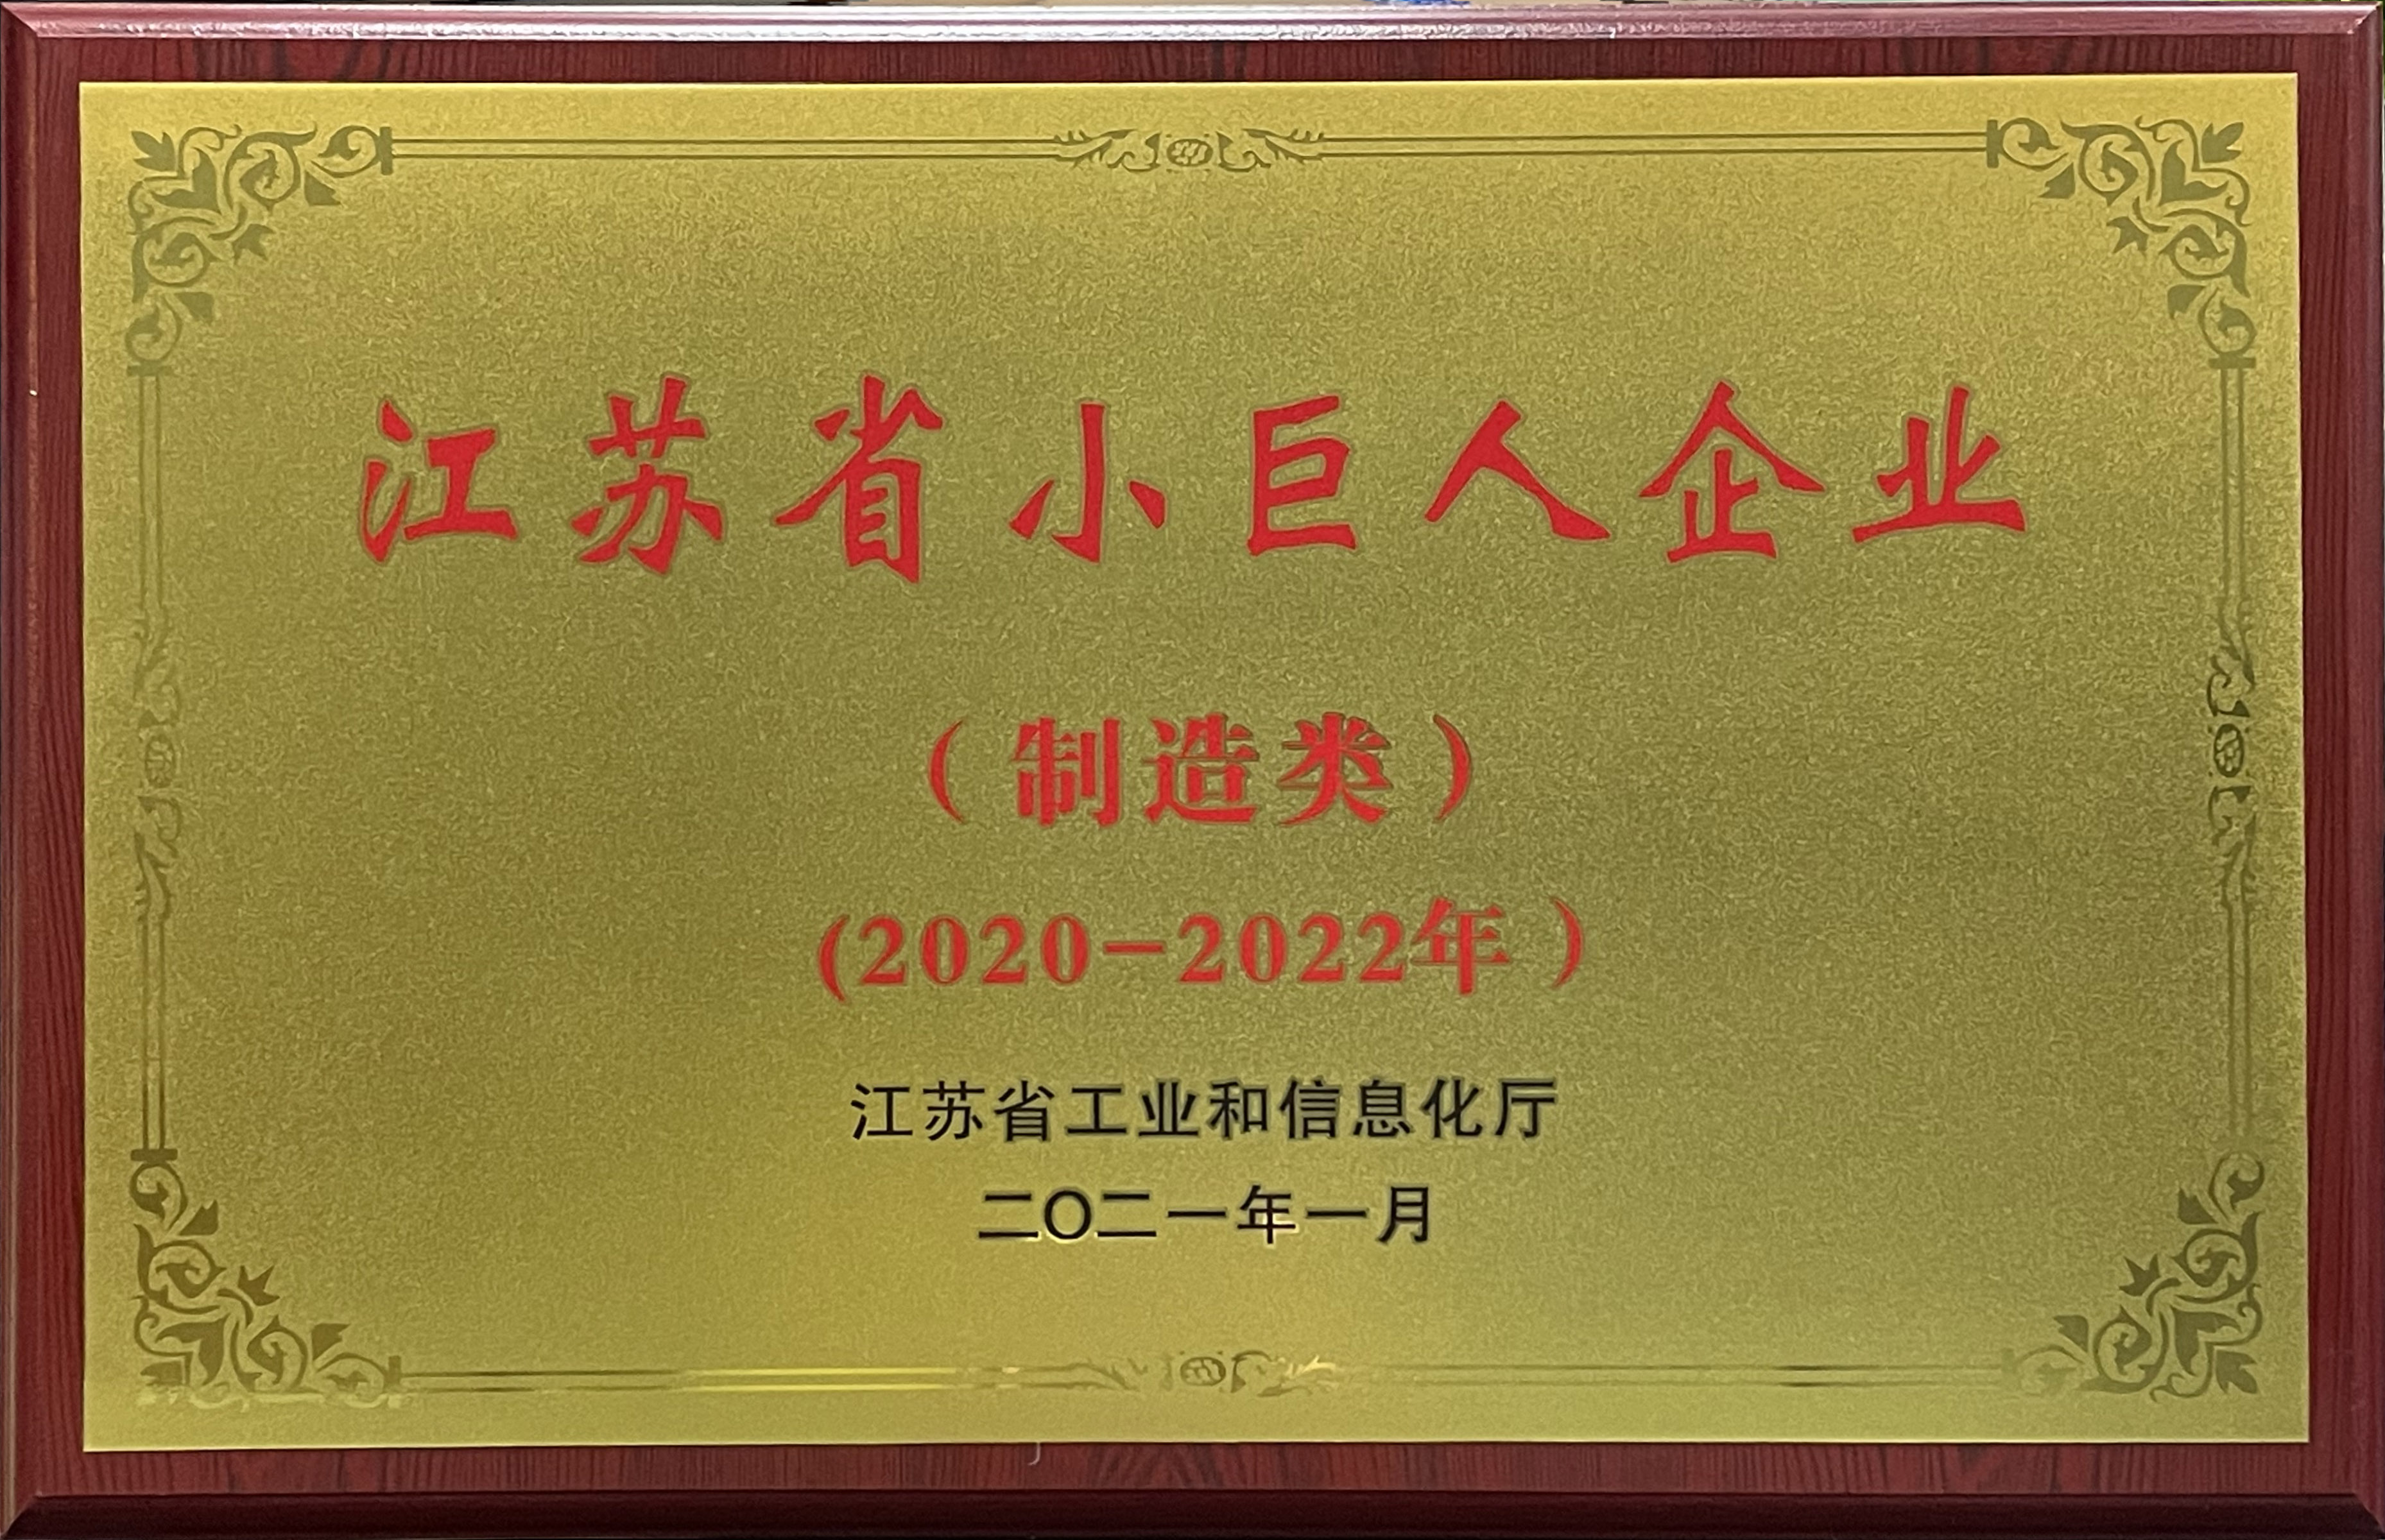 江苏省小巨人企业
（制造类）
(2020-2022年）
江苏省工业和信息化厅
二〇二一年一月